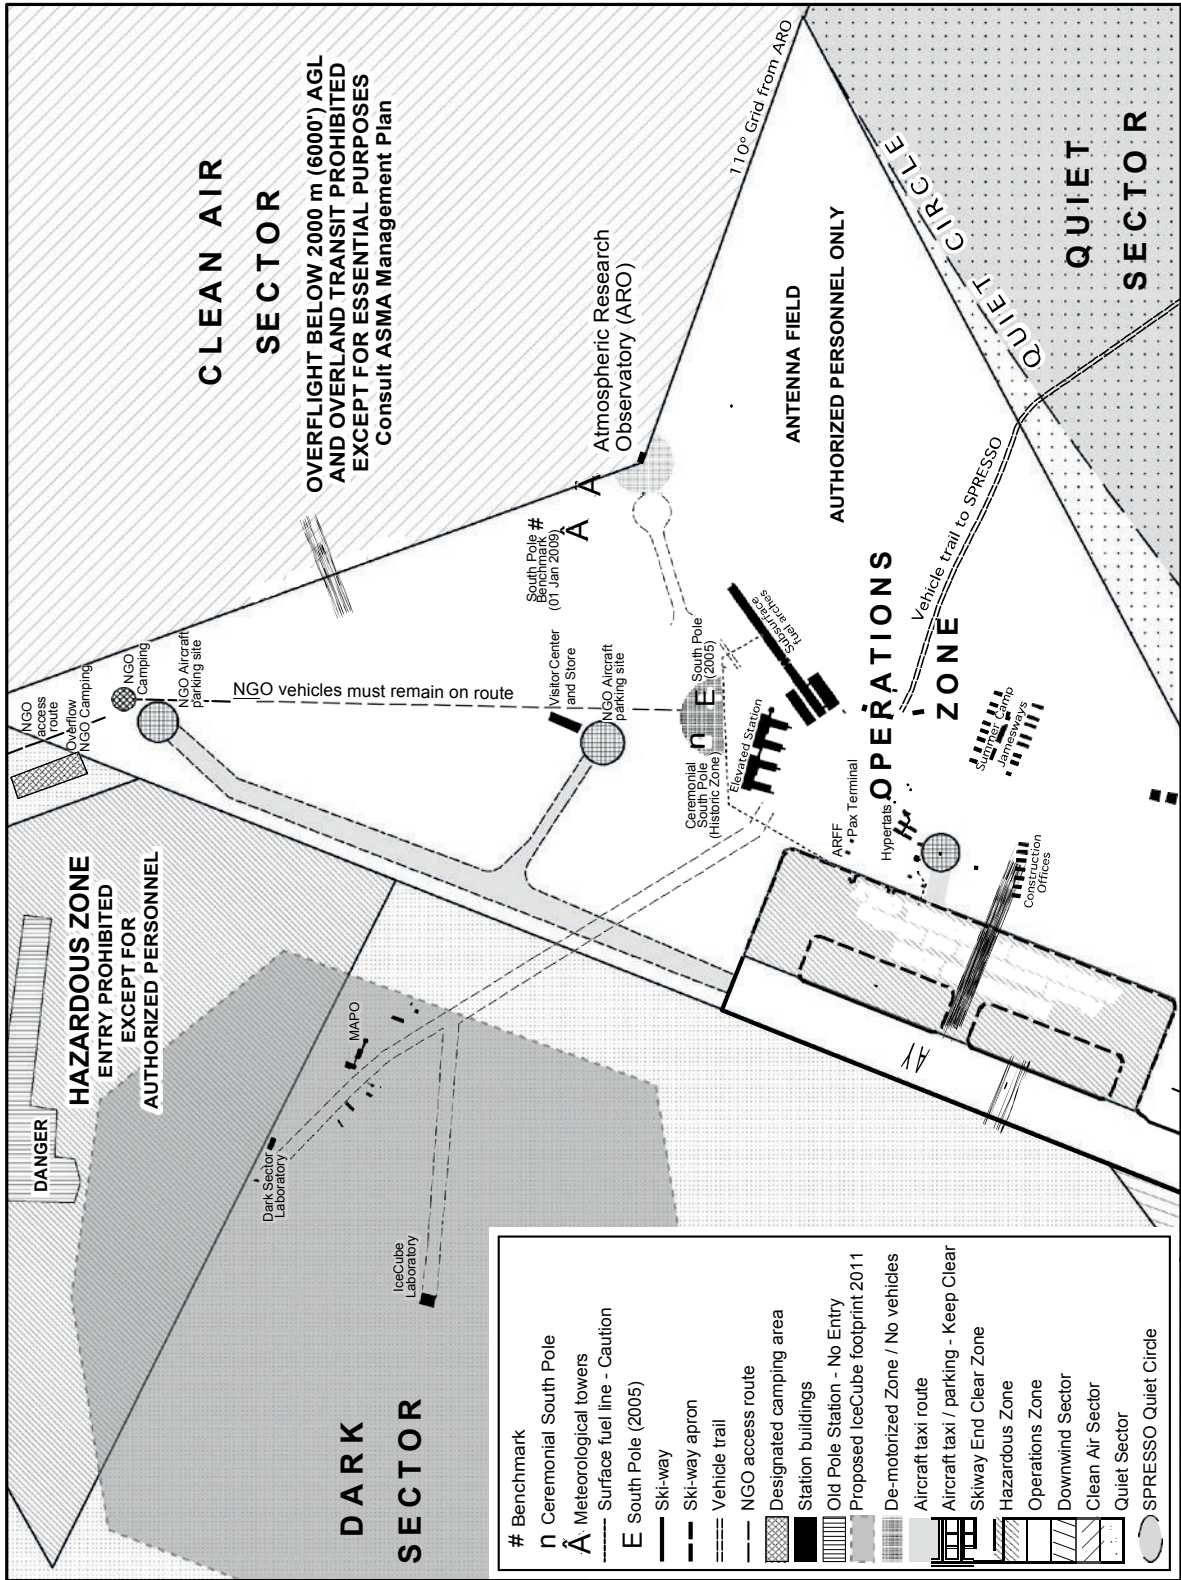 CLEAN AIR
SECTOR
OVERFLIGHT BELOW 2000 m (6000') AGL
AND OVERLAND TRANSIT PROHIBITED
EXCEPT FOR ESSENTIAL PURPOSES
Consult ASMA Management Plan
110º Grid from ARO
Atmospheric Research
Observatory (ARO)
Â
Â
South Pole #
Benchmark
(01 Jan 2009)
NGO
access
route
Overflow
NGO Camping
NGO
Camping
NGO Aircraft
parking site
NGO vehicles must remain on route
Visitor Center
and Store
NGO Aircraft
parking site
HAZARDOUS ZONE
ENTRY PROHIBITED
EXCEPT FOR
AUTHORIZED PERSONNEL
DANGER
MAPO
Dark Sector
Laboratory
IceCube
Laboratory
DARK
SECTOR
n
E
South Pole
(2005)
Ceremonial
South Pole
(Historic Zone)
Elevated Station
Subsurface
fuel arches
ANTENNA FIELD
AUTHORIZED PERSONNEL ONLY
QUIET CIRCLE
QUIET
SECTOR
Vehicle trail to SPRESSO
OPERATIONS
ZONE
ARFF
Pax Terminal
Hypertats
Summer Camp
Jamesways
Construction
Offices
AY
# Benchmark
n Ceremonial South Pole
Â Meteorological towers
Surface fuel line - Caution
E South Pole (2005)
Ski-way
Ski-way apron
Vehicle trail
NGO access route
Designated camping area
Station buildings
Old Pole Station - No Entry
Proposed IceCube footprint 2011
De-motorized Zone / No vehicles
Aircraft taxi route
Aircraft taxi / parking - Keep Clear
Skiway End Clear Zone
Hazardous Zone
Operations Zone
Downwind Sector
Clean Air Sector
Quiet Sector
SPRESSO Quiet Circle